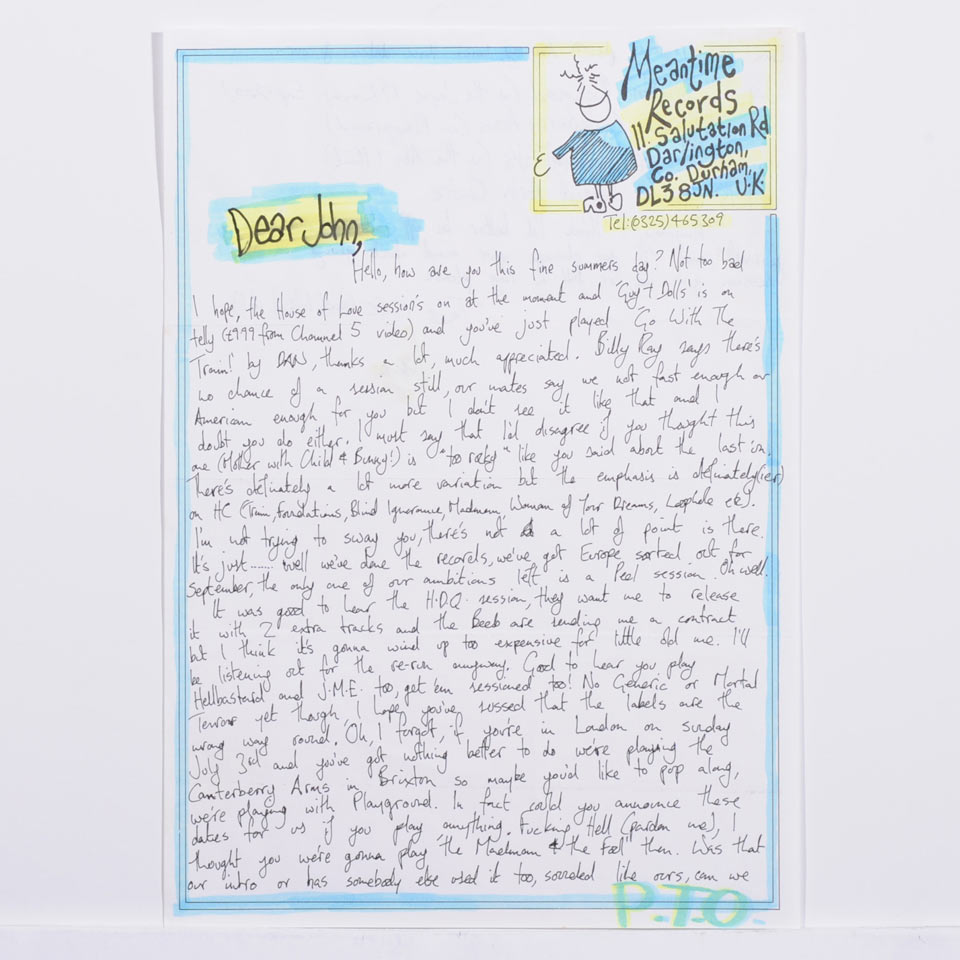 Meantime
Records
11. Salutation Rd
Darlington,
Co. Durham,
DL3 8JN. U.K.
Tel:(0325)465309
Dear John,
Hello, how are you this fine summers day? Not too bad
I hope, the House of Love session's on at the moment and 'Guy + Dolls' is on
telly (£9.99 from Channel 5 video) and you've just played 'Go With The
Train!' by DAN, thanks a lot, much appreciated. Billy Ray says there's
no chance of a session still, our mates say we not fast enough or
American enough for you but I don't see it like that and I
doubt you do either. I must say that I'd disagree if you thought this
one (Mother with Child & Bunny!) is "too rocky" like you said about the last 'un.
There's definately a lot more variation but the emphasis is definately(ier)
on HC (Train, Foundations, Blind Ignorance, Madman, Woman of Your Dreams, Loophole etc).
I'm not trying to sway you, there's not a lot of point is there.
It's just....... well we've done the records, we've got Europe sorted out for
September, the only one of our ambitions left is a Peel session. Oh well.
It was good to hear the H.D.Q. session, they want me to release
it with 2 extra tracks and the Beeb are sending me a contract
but I think it's gonna wind up too expensive for little old me. I'll
be listening out for the re-run anyway. Good to hear you play
Hellbastard and J.M.E. too, get 'em sessioned too! No Generic or Mortal
Terror yet though, I hope you've sussed that the labels are the
wrong way round. Oh, I forgot, if you're in London on sunday
July 3rd and you've got nothing better to do we're playing the
Canterberry Arms in Brixton so maybe you'd like to pop along,
we're playing with Playground. In fact could you announce these
dates for us if you play anything. Fucking Hell (pardon me), I
thought you we're gonna play "the Madman & the Fool" then. Was that
our intro or has somebody else used it too, sounded like ours, can we
P.T.O.